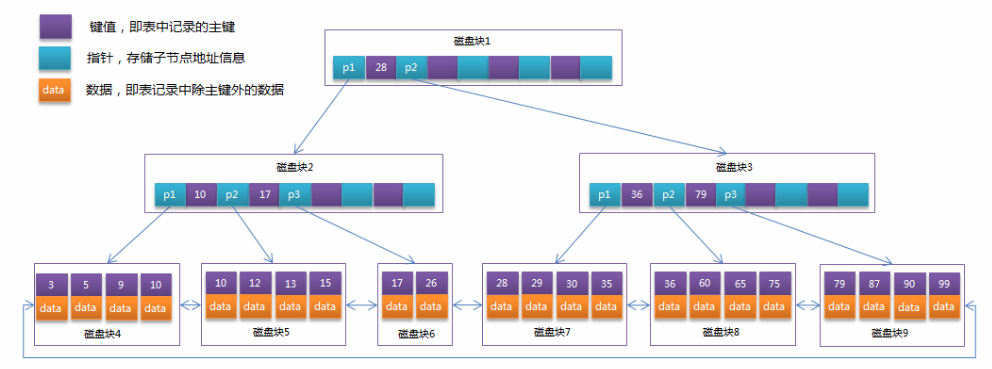 键值，即表中记录的主键
指针，存储子节点地址信息
data 数据，即表记录中除主键外的数据
磁盘块1
p1 28 p2
磁盘块2
p1 10 p2 17 p3
磁盘块3
p1 36 p2 79 p3
3 5 9 10
data data data data
磁盘块4
10 12 13 15
data data data data
磁盘块5
17 26
data data
磁盘块6
28 29 30 35
data data data data
磁盘块7
36 60 65 75
data data data data
磁盘块8
79 87 90 99
data data data data
磁盘块9